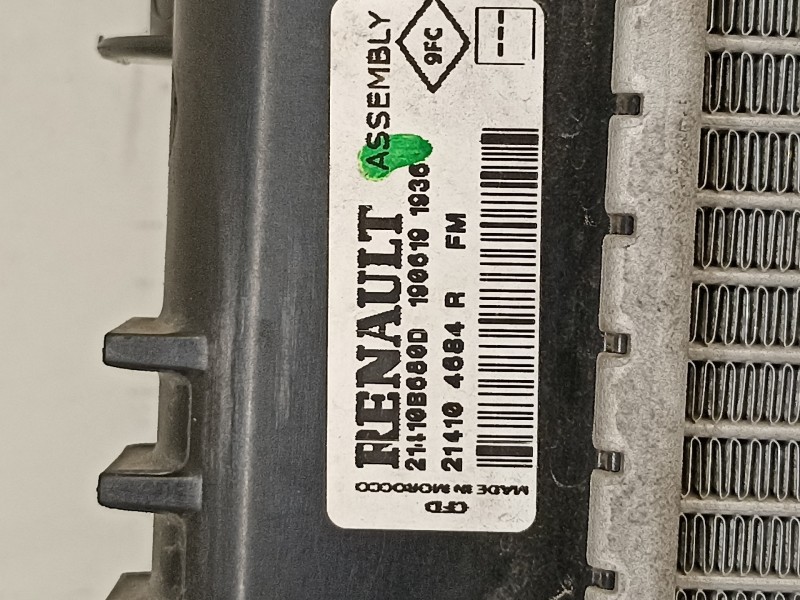 RENAULT ASSEMBLY
9FC
---
21410B680D 190619 1936
21410 4684 R FM
MADE IN MOROCCO
CFD